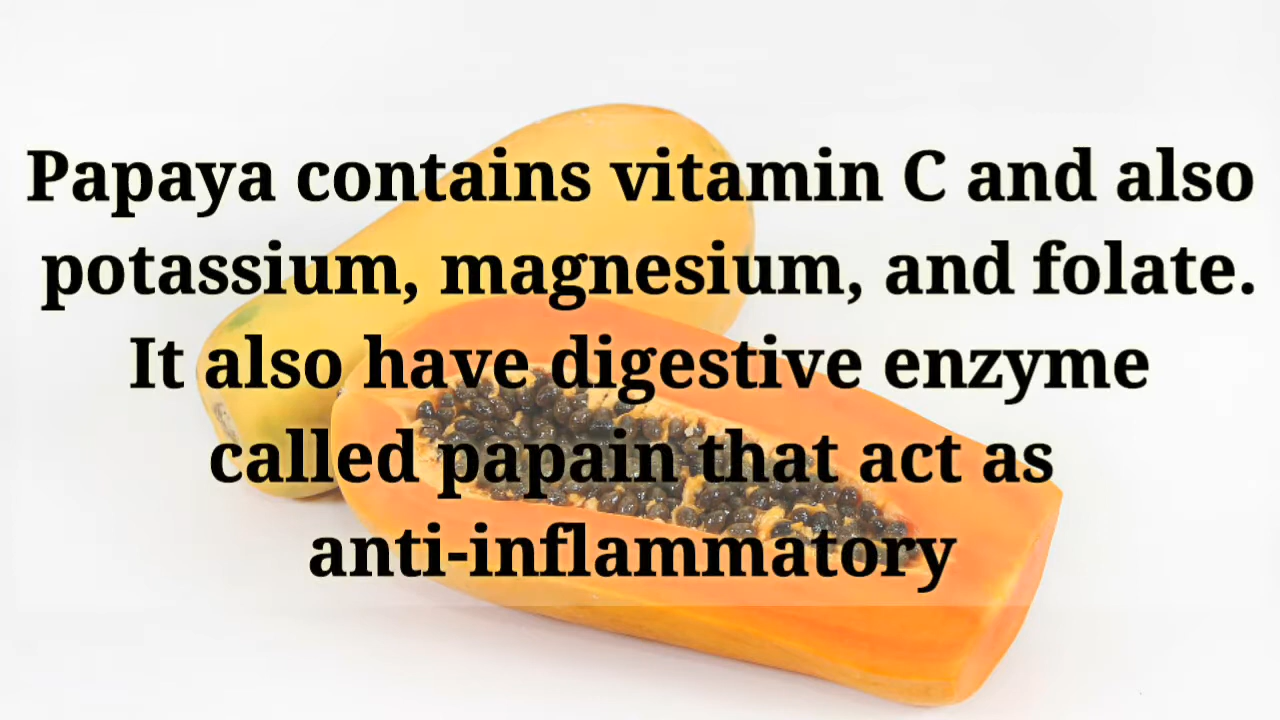 Papaya contains vitamin C and also
potassium, magnesium, and folate.
It also have digestive enzyme
called papain that act as
anti-inflammatory